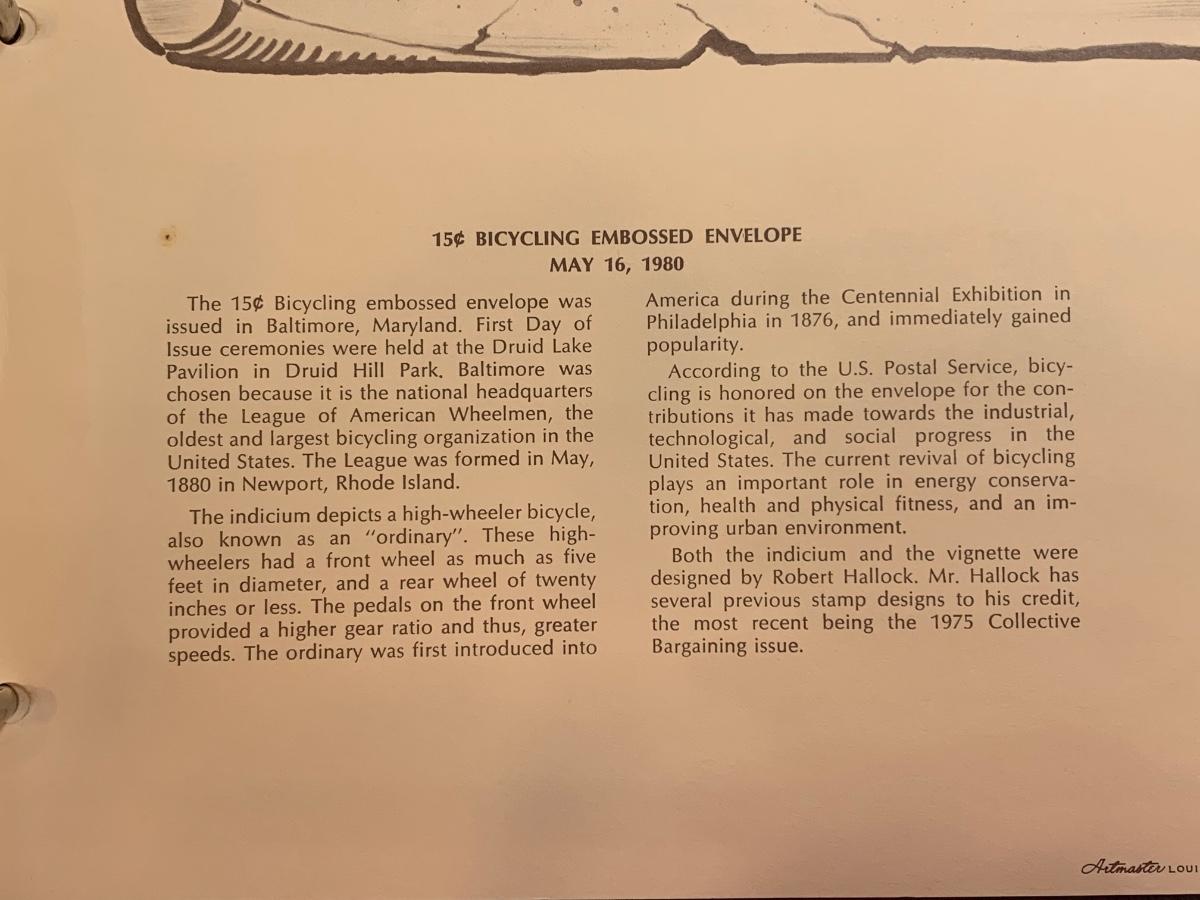 15¢ BICYCLING EMBOSSED ENVELOPE
MAY 16, 1980
The 15¢ Bicycling embossed envelope was
issued in Baltimore, Maryland. First Day of
Issue ceremonies were held at the Druid Lake
Pavilion in Druid Hill Park. Baltimore was
chosen because it is the national headquarters
of the League of American Wheelmen, the
oldest and largest bicycling organization in the
United States. The League was formed in May,
1880 in Newport, Rhode Island.
The indicium depicts a high-wheeler bicycle,
also known as an "ordinary". These high-
wheelers had a front wheel as much as five
feet in diameter, and a rear wheel of twenty
inches or less. The pedals on the front wheel
provided a higher gear ratio and thus, greater
speeds. The ordinary was first introduced into
America during the Centennial Exhibition in
Philadelphia in 1876, and immediately gained
popularity.
According to the U.S. Postal Service, bicy-
cling is honored on the envelope for the con-
tributions it has made towards the industrial,
technological, and social progress in the
United States. The current revival of bicycling
plays an important role in energy conserva-
tion, health and physical fitness, and an im-
proving urban environment.
Both the indicium and the vignette were
designed by Robert Hallock. Mr. Hallock has
several previous stamp designs to his credit,
the most recent being the 1975 Collective
Bargaining issue.
Artmaster LOUI